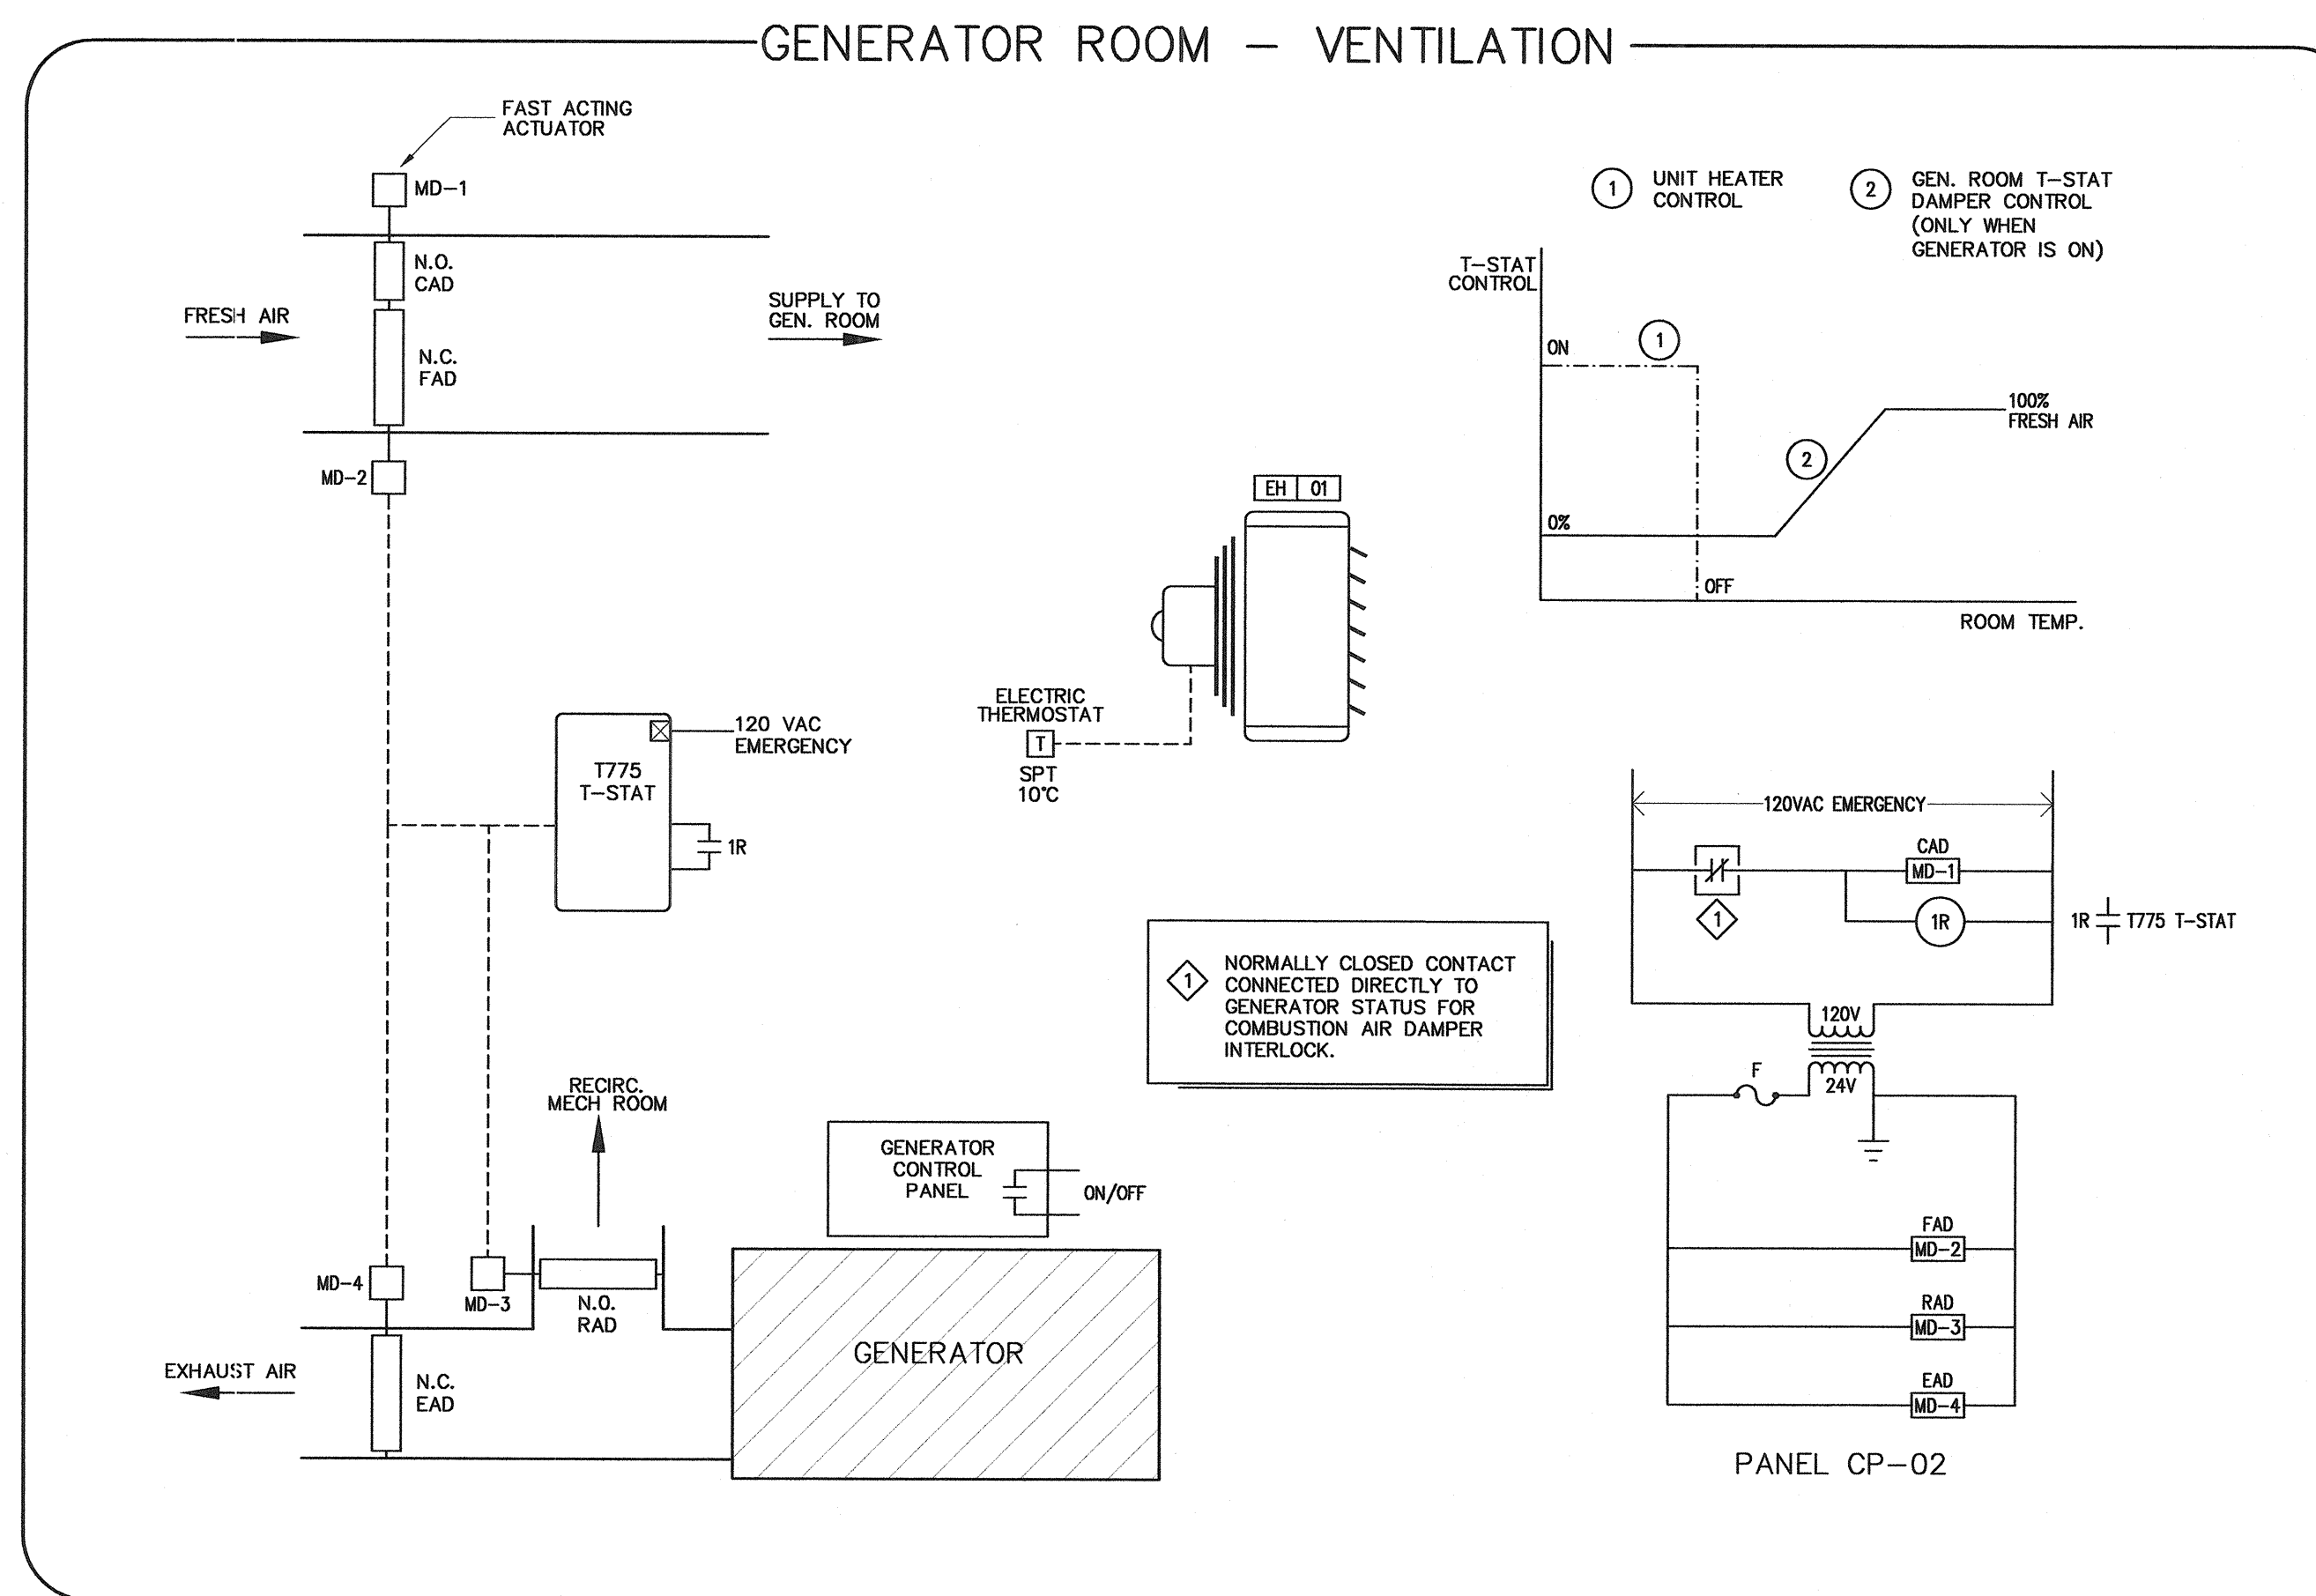 GENERATOR ROOM - VENTILATION
FAST ACTING
ACTUATOR
MD-1
N.O.
CAD
FRESH AIR
SUPPLY TO
GEN. ROOM
N.C.
FAD
MD-2
1
UNIT HEATER
CONTROL
2
GEN. ROOM T-STAT
DAMPER CONTROL
(ONLY WHEN
GENERATOR IS ON)
T-STAT
CONTROL
ON
1
2
100%
FRESH AIR
0%
OFF
ROOM TEMP.
EH 01
ELECTRIC
THERMOSTAT
T
SPT
10°C
120 VAC
EMERGENCY
T775
T-STAT
1R
120VAC EMERGENCY
CAD
MD-1
1
1R
1R T775 T-STAT
120V
24V
F
FAD
MD-2
RAD
MD-3
EAD
MD-4
PANEL CP-02
1
NORMALLY CLOSED CONTACT
CONNECTED DIRECTLY TO
GENERATOR STATUS FOR
COMBUSTION AIR DAMPER
INTERLOCK.
RECIRC.
MECH ROOM
GENERATOR
CONTROL
PANEL
ON/OFF
MD-4
MD-3
N.O.
RAD
GENERATOR
EXHAUST AIR
N.C.
EAD